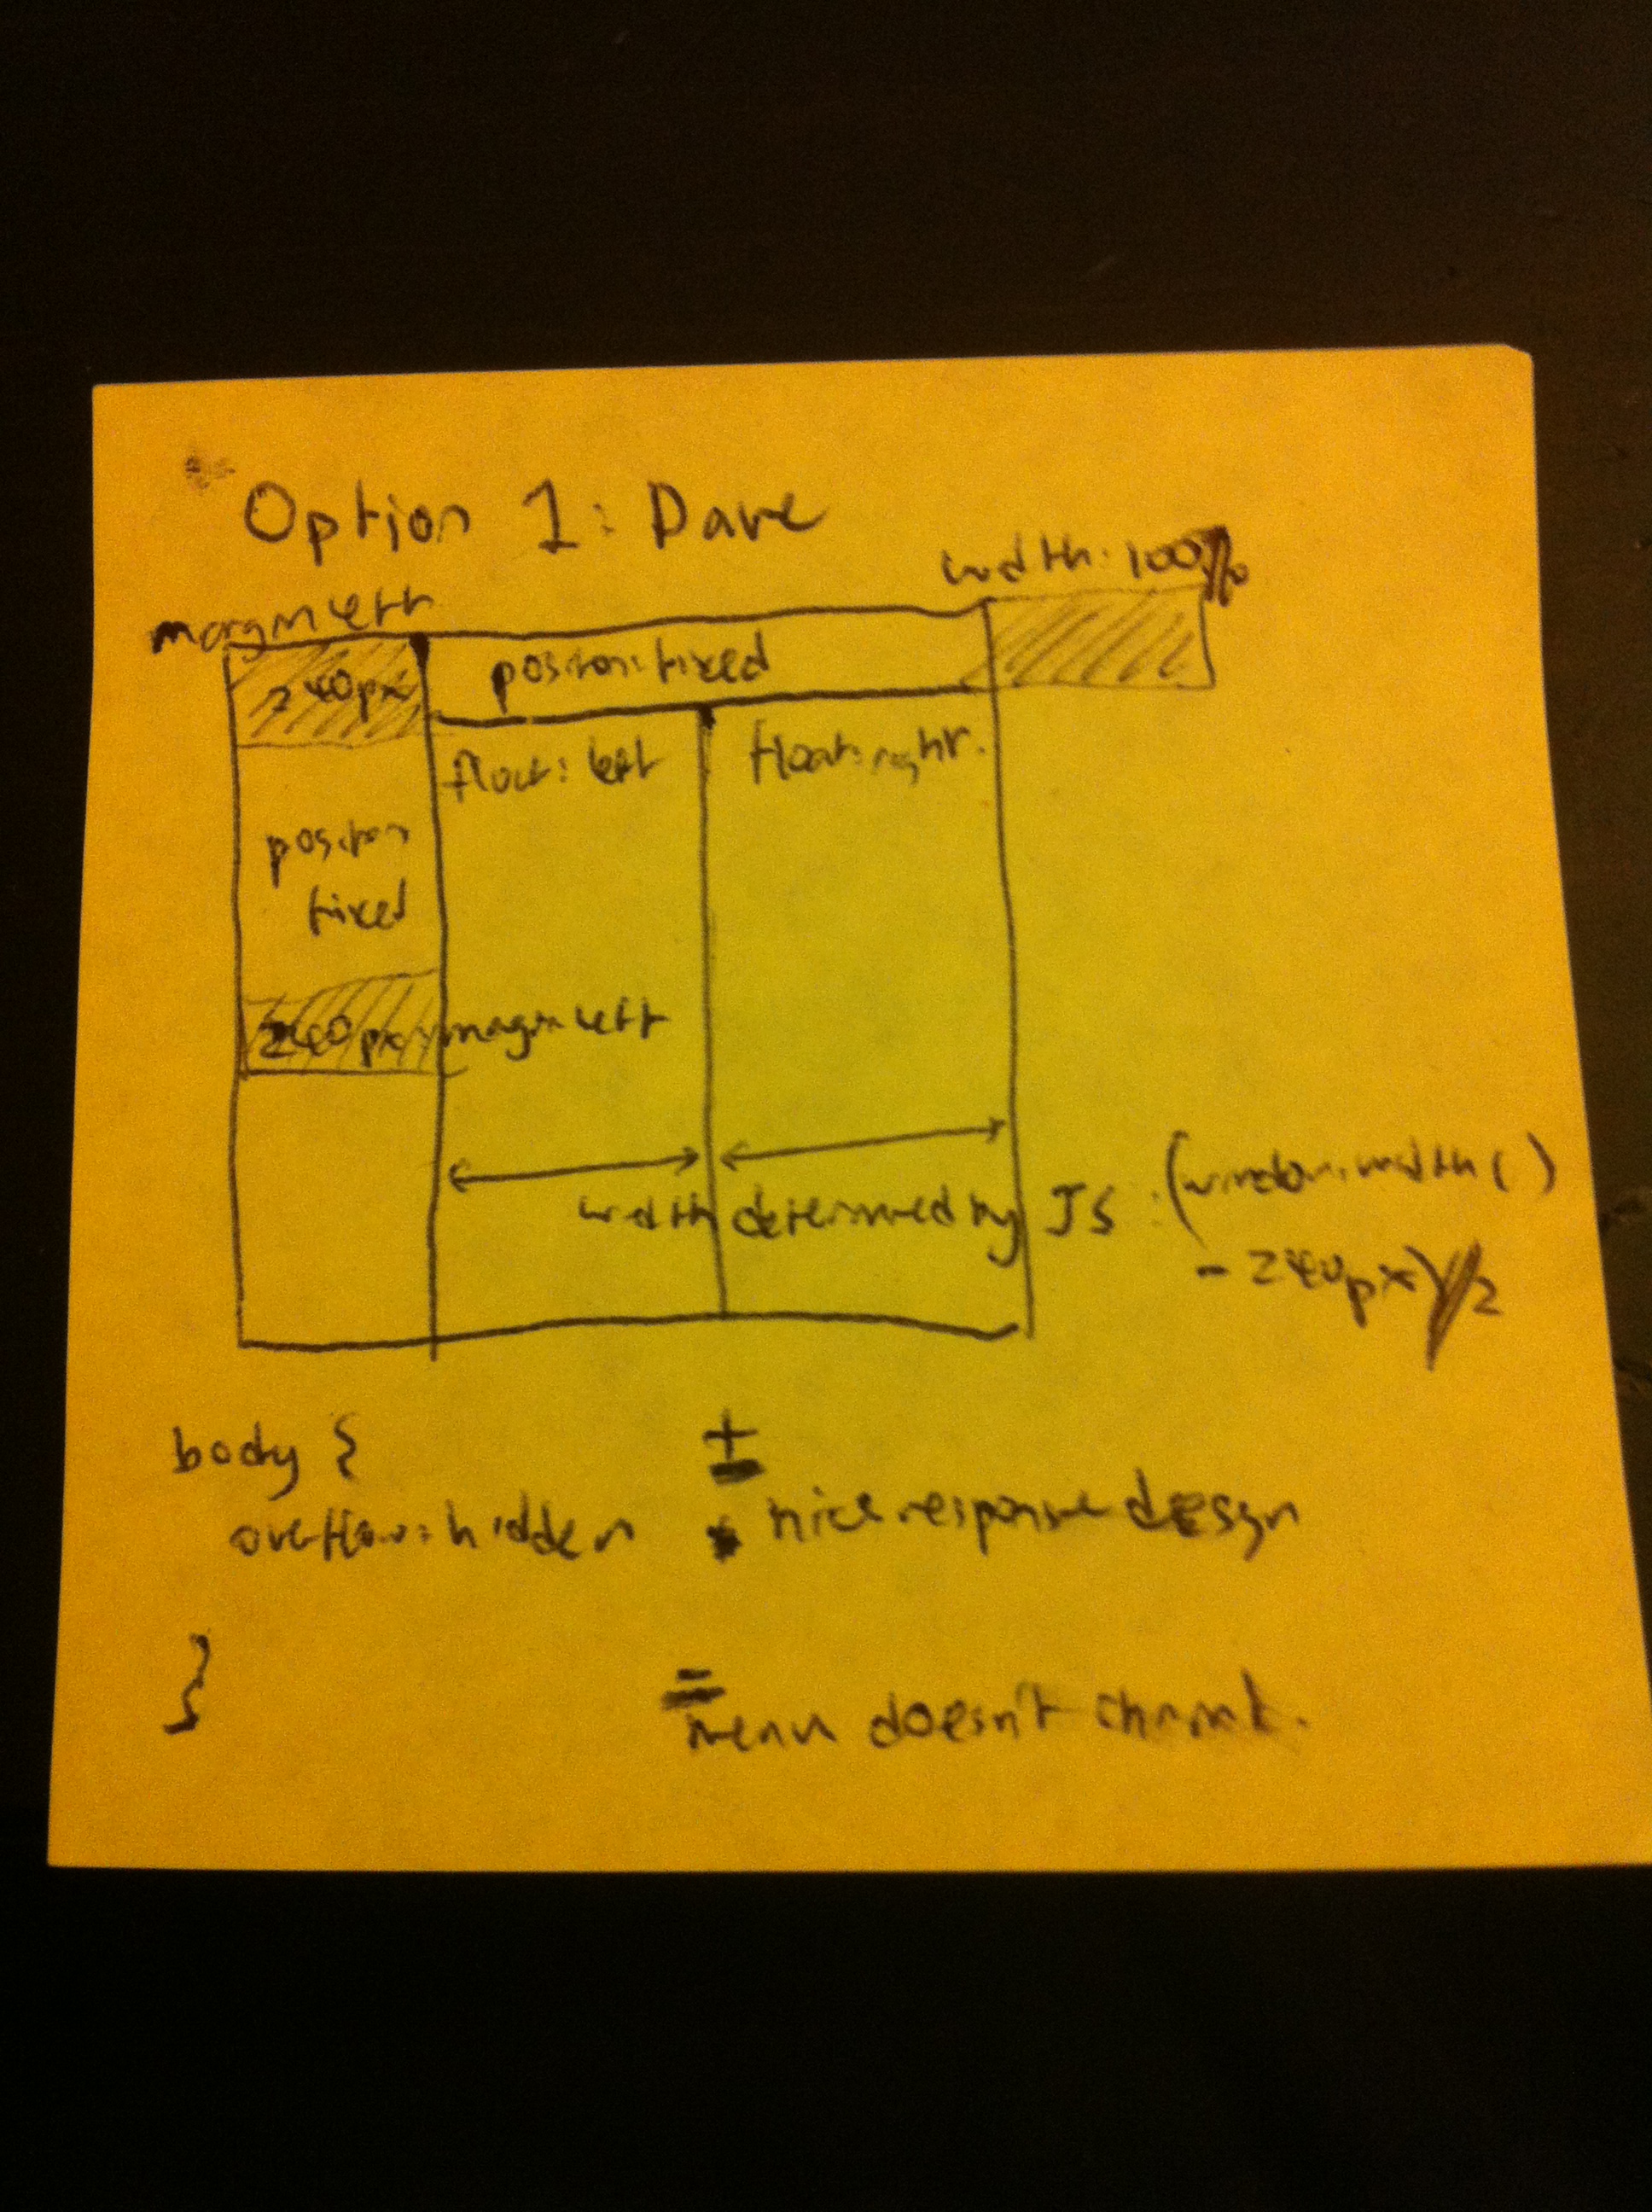 Option 1: Dave
width: 100%
margin left
240px
position: fixed
float: left
float: right.
position
fixed
240px margin left
width determined by JS : (window.width()
- 240px)/2
body {
overflow: hidden
}
+
• nice response design
-
menu doesn't shrink.